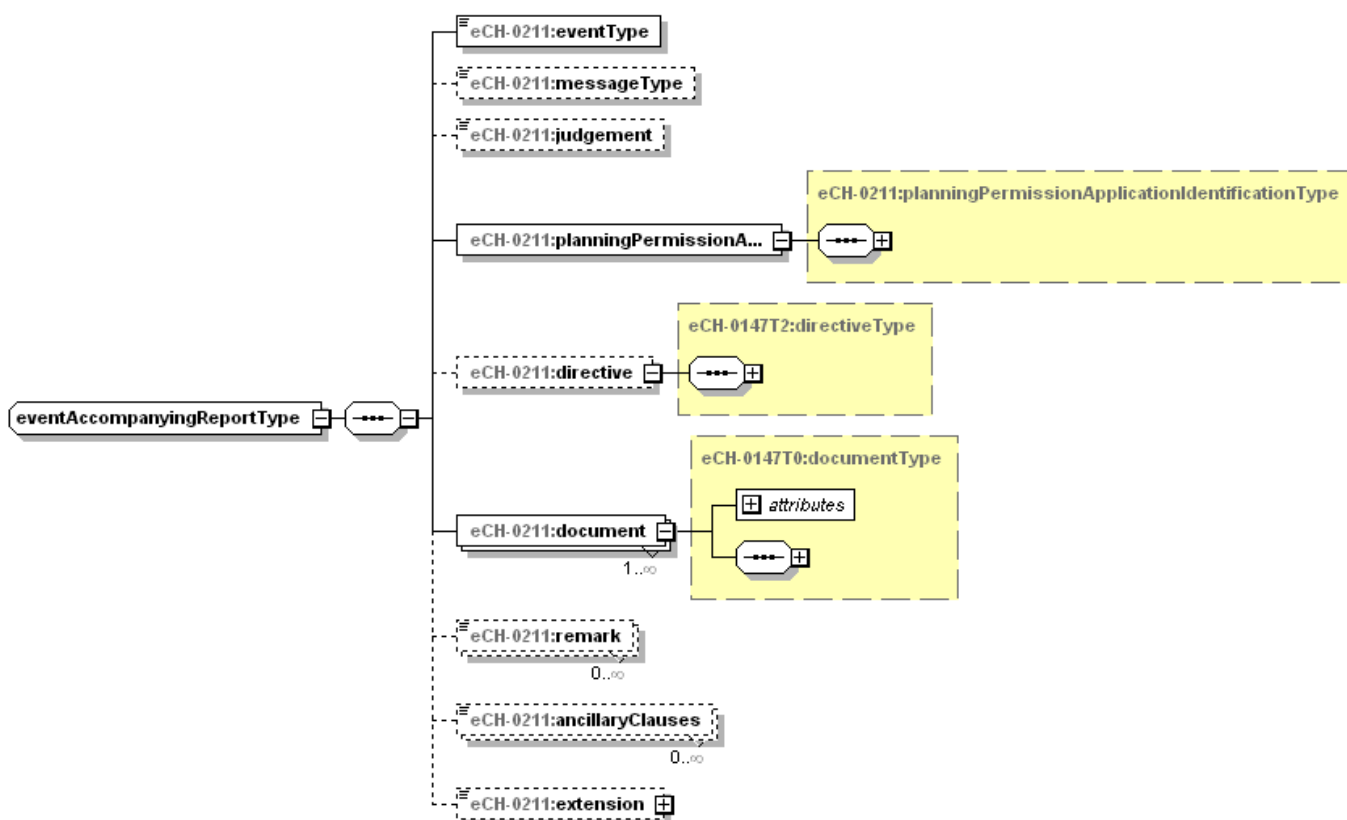 eCH-0211:eventType
eCH-0211:messageType
eCH-0211:judgement
eCH-0211:planningPermissionApplicationIdentificationType
eCH-0211:planningPermissionA...
eCH-0147T2:directiveType
eCH-0211:directive
eventAccompanyingReportType
eCH-0147T0:documentType
attributes
eCH-0211:document
1..∞
eCH-0211:remark
0..∞
eCH-0211:ancillaryClauses
0..∞
eCH-0211:extension